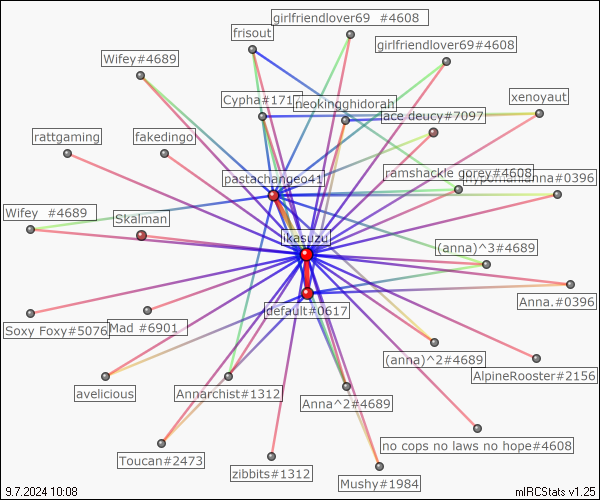 girlfriendlover69 #4608
frisout
girlfriendlover69#4608
Wifey#4689
xenoyaut
Cypha#171
neokingghidorah
ace deucy#7097
rattgaming
fakedingo
ramshackle gorey#4608
pastachangeo41
#0396
Wifey #4689
Skalman
ikasuzu
(anna)^3#4689
Anna.#0396
default#0617
Soxy Foxy#5076
Mad #6901
(anna)^2#4689
AlpineRooster#2156
avelicious
Annarchist#1312
Anna^2#4689
no cops no laws no hope#4608
Toucan#2473
zibbits#1312
Mushy#1984
9.7.2024 10:08
mIRCStats v1.25